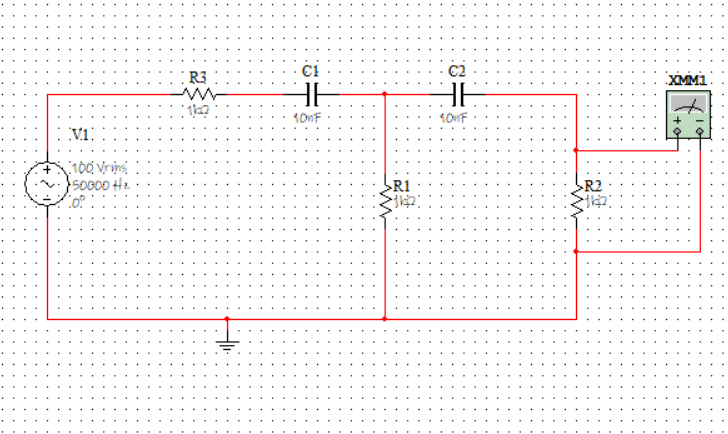 R3
1kΩ
C1
10nF
C2
10nF
XMM1
V1
100 Vrms
50000 Hz
0°
R1
1kΩ
R2
1kΩ